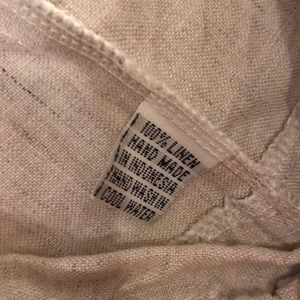 100% LINEN
HAND MADE
IN INDONESIA
HAND WASH IN
COOL WATER